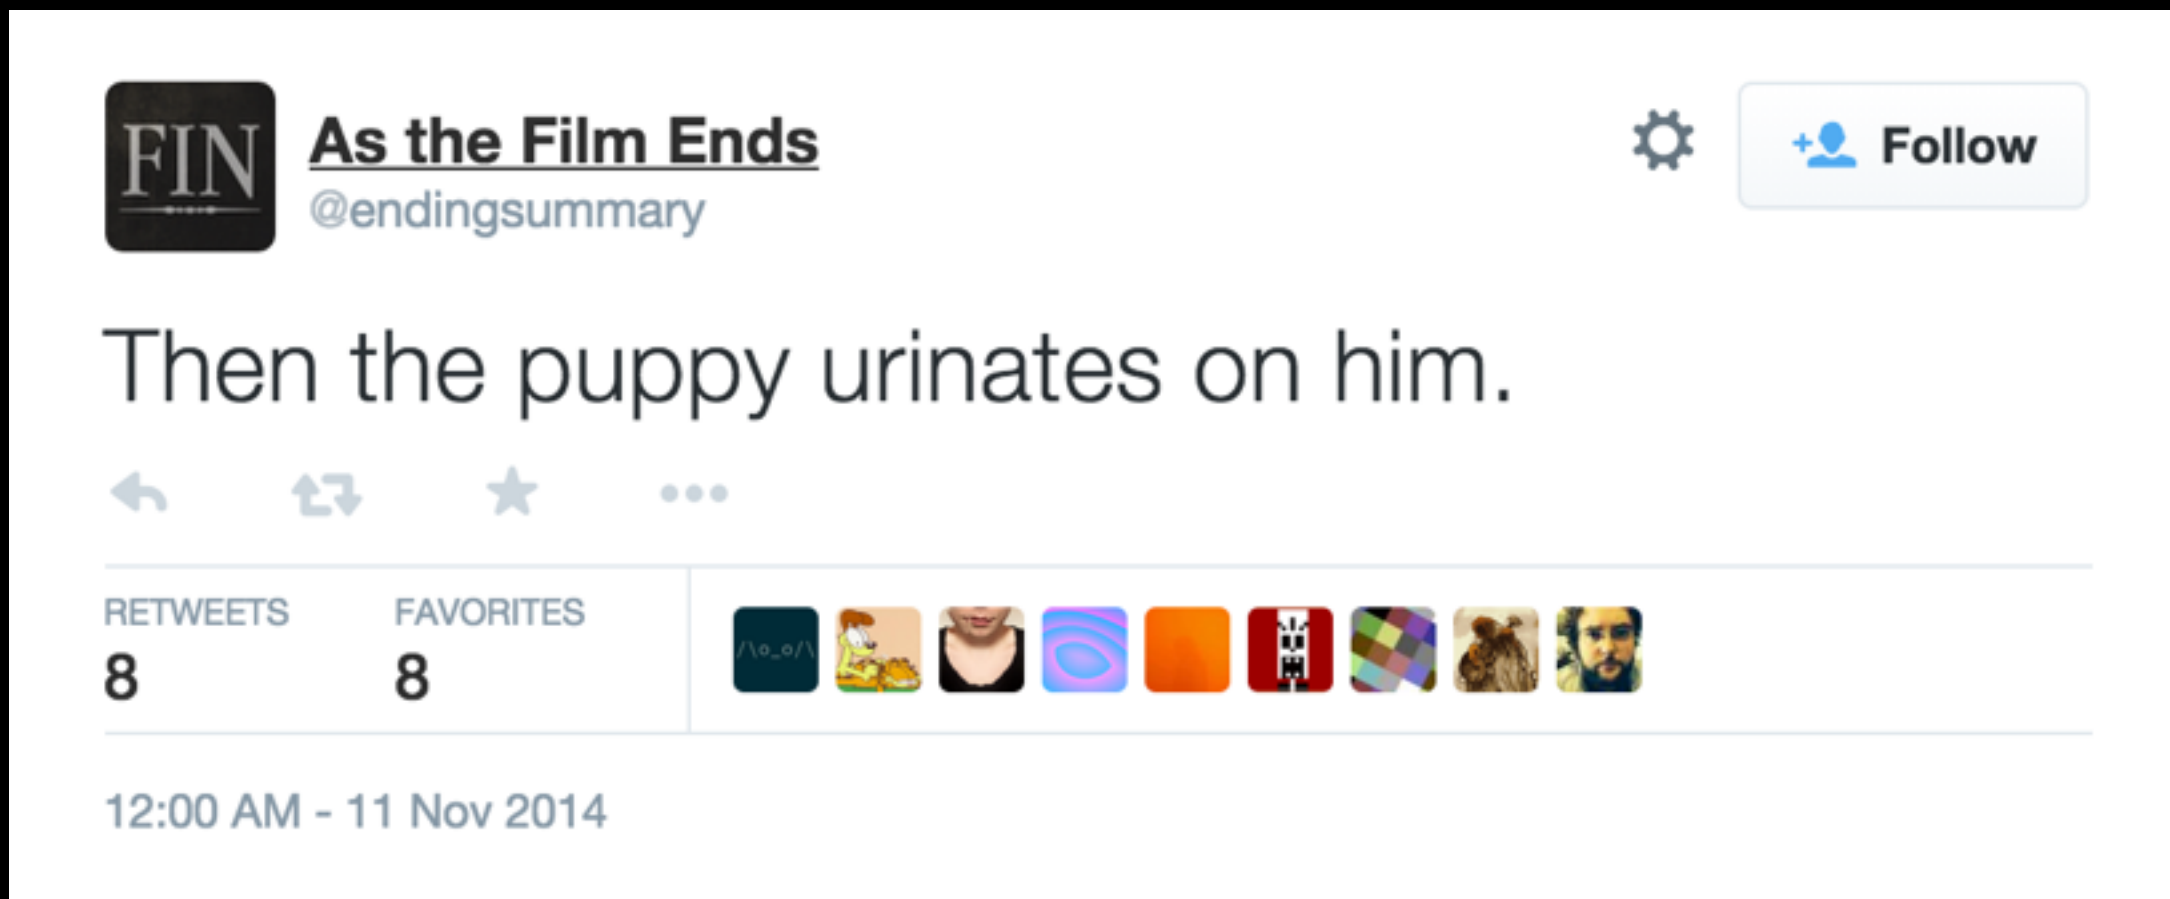 FIN
As the Film Ends
@endingsummary
Follow
Then the puppy urinates on him.
RETWEETS FAVORITES
8 8
/\o_o/\
12:00 AM - 11 Nov 2014